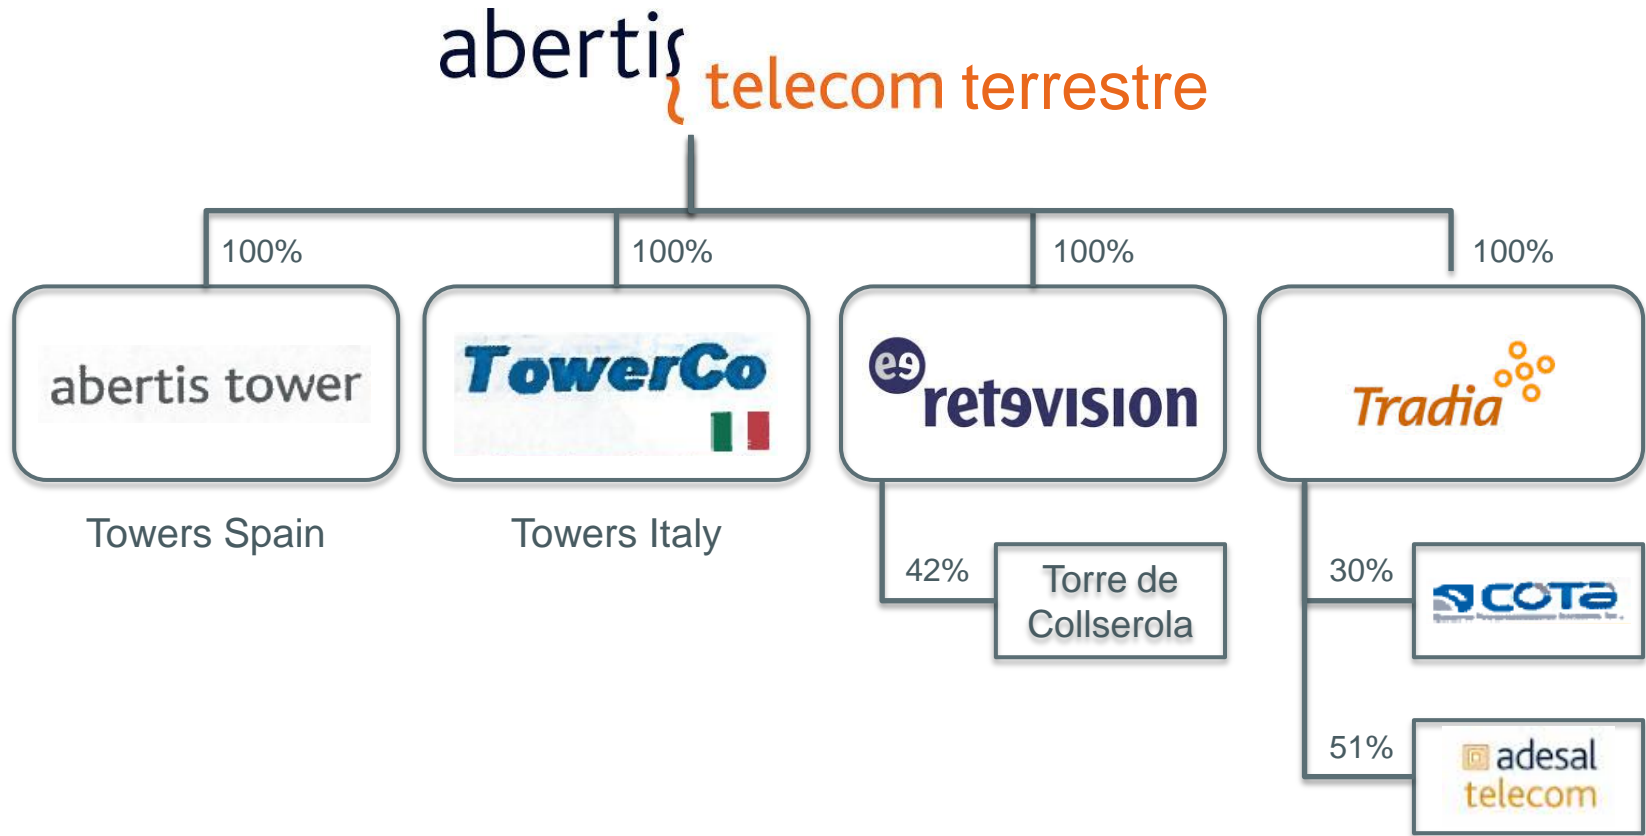 abertis
telecom terrestre
100% 100% 100% 100%
abertis tower
TowerCo
retevision
Tradia
Towers Spain
Towers Italy
42%
Torre de
Collserola
30%
COTA
51%
adesal
telecom